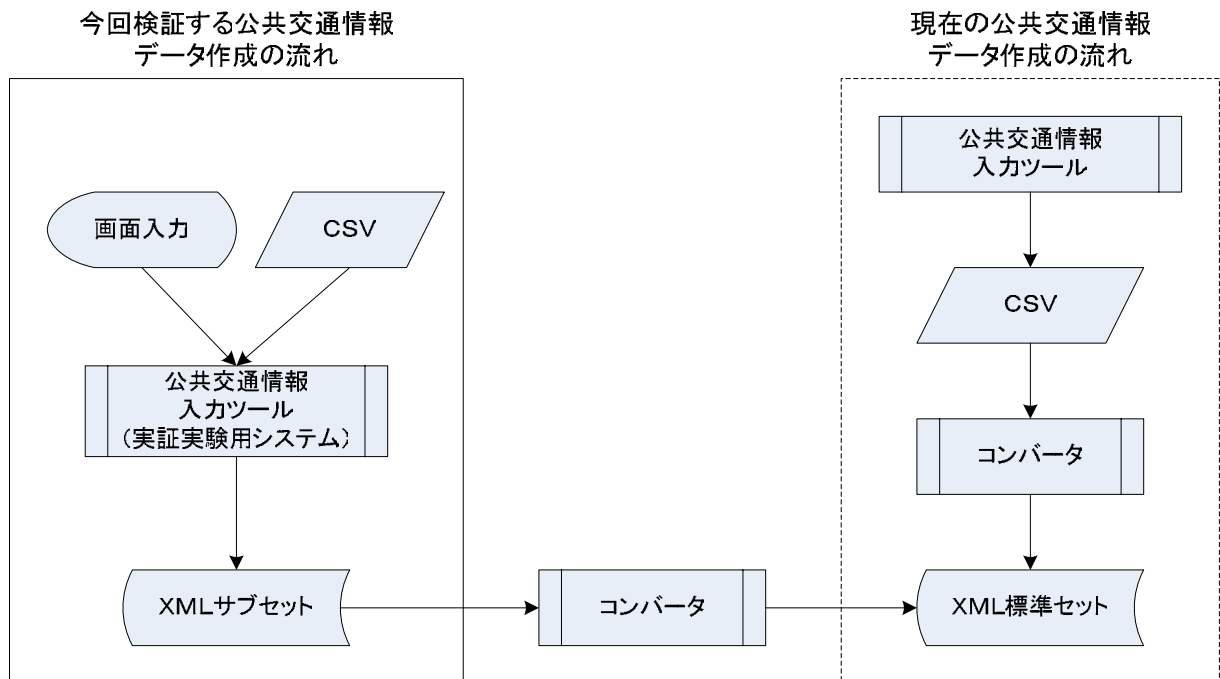 今回検証する公共交通情報
データ作成の流れ
画面入力
CSV
公共交通情報
入力ツール
（実証実験用システム）
XMLサブセット
コンバータ
現在の公共交通情報
データ作成の流れ
公共交通情報
入力ツール
CSV
コンバータ
XML標準セット